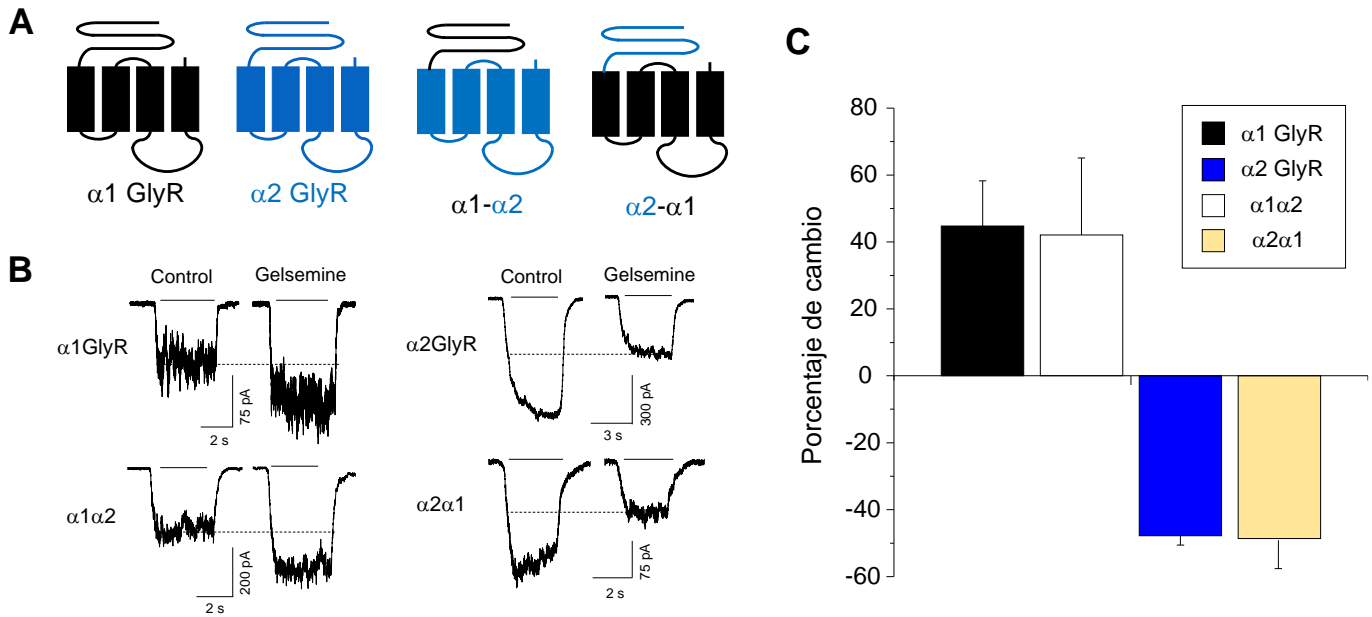 A
α1 GlyR
α2 GlyR
α1-α2
α2-α1
B
Control
Gelsemine
α1GlyR
75 pA
2 s
Control
Gelsemine
α2GlyR
300 pA
3 s
α1α2
200 pA
2 s
α2α1
75 pA
2 s
C
Porcentaje de cambio
80
60
40
20
0
-20
-40
-60
α1 GlyR
α2 GlyR
α1α2
α2α1